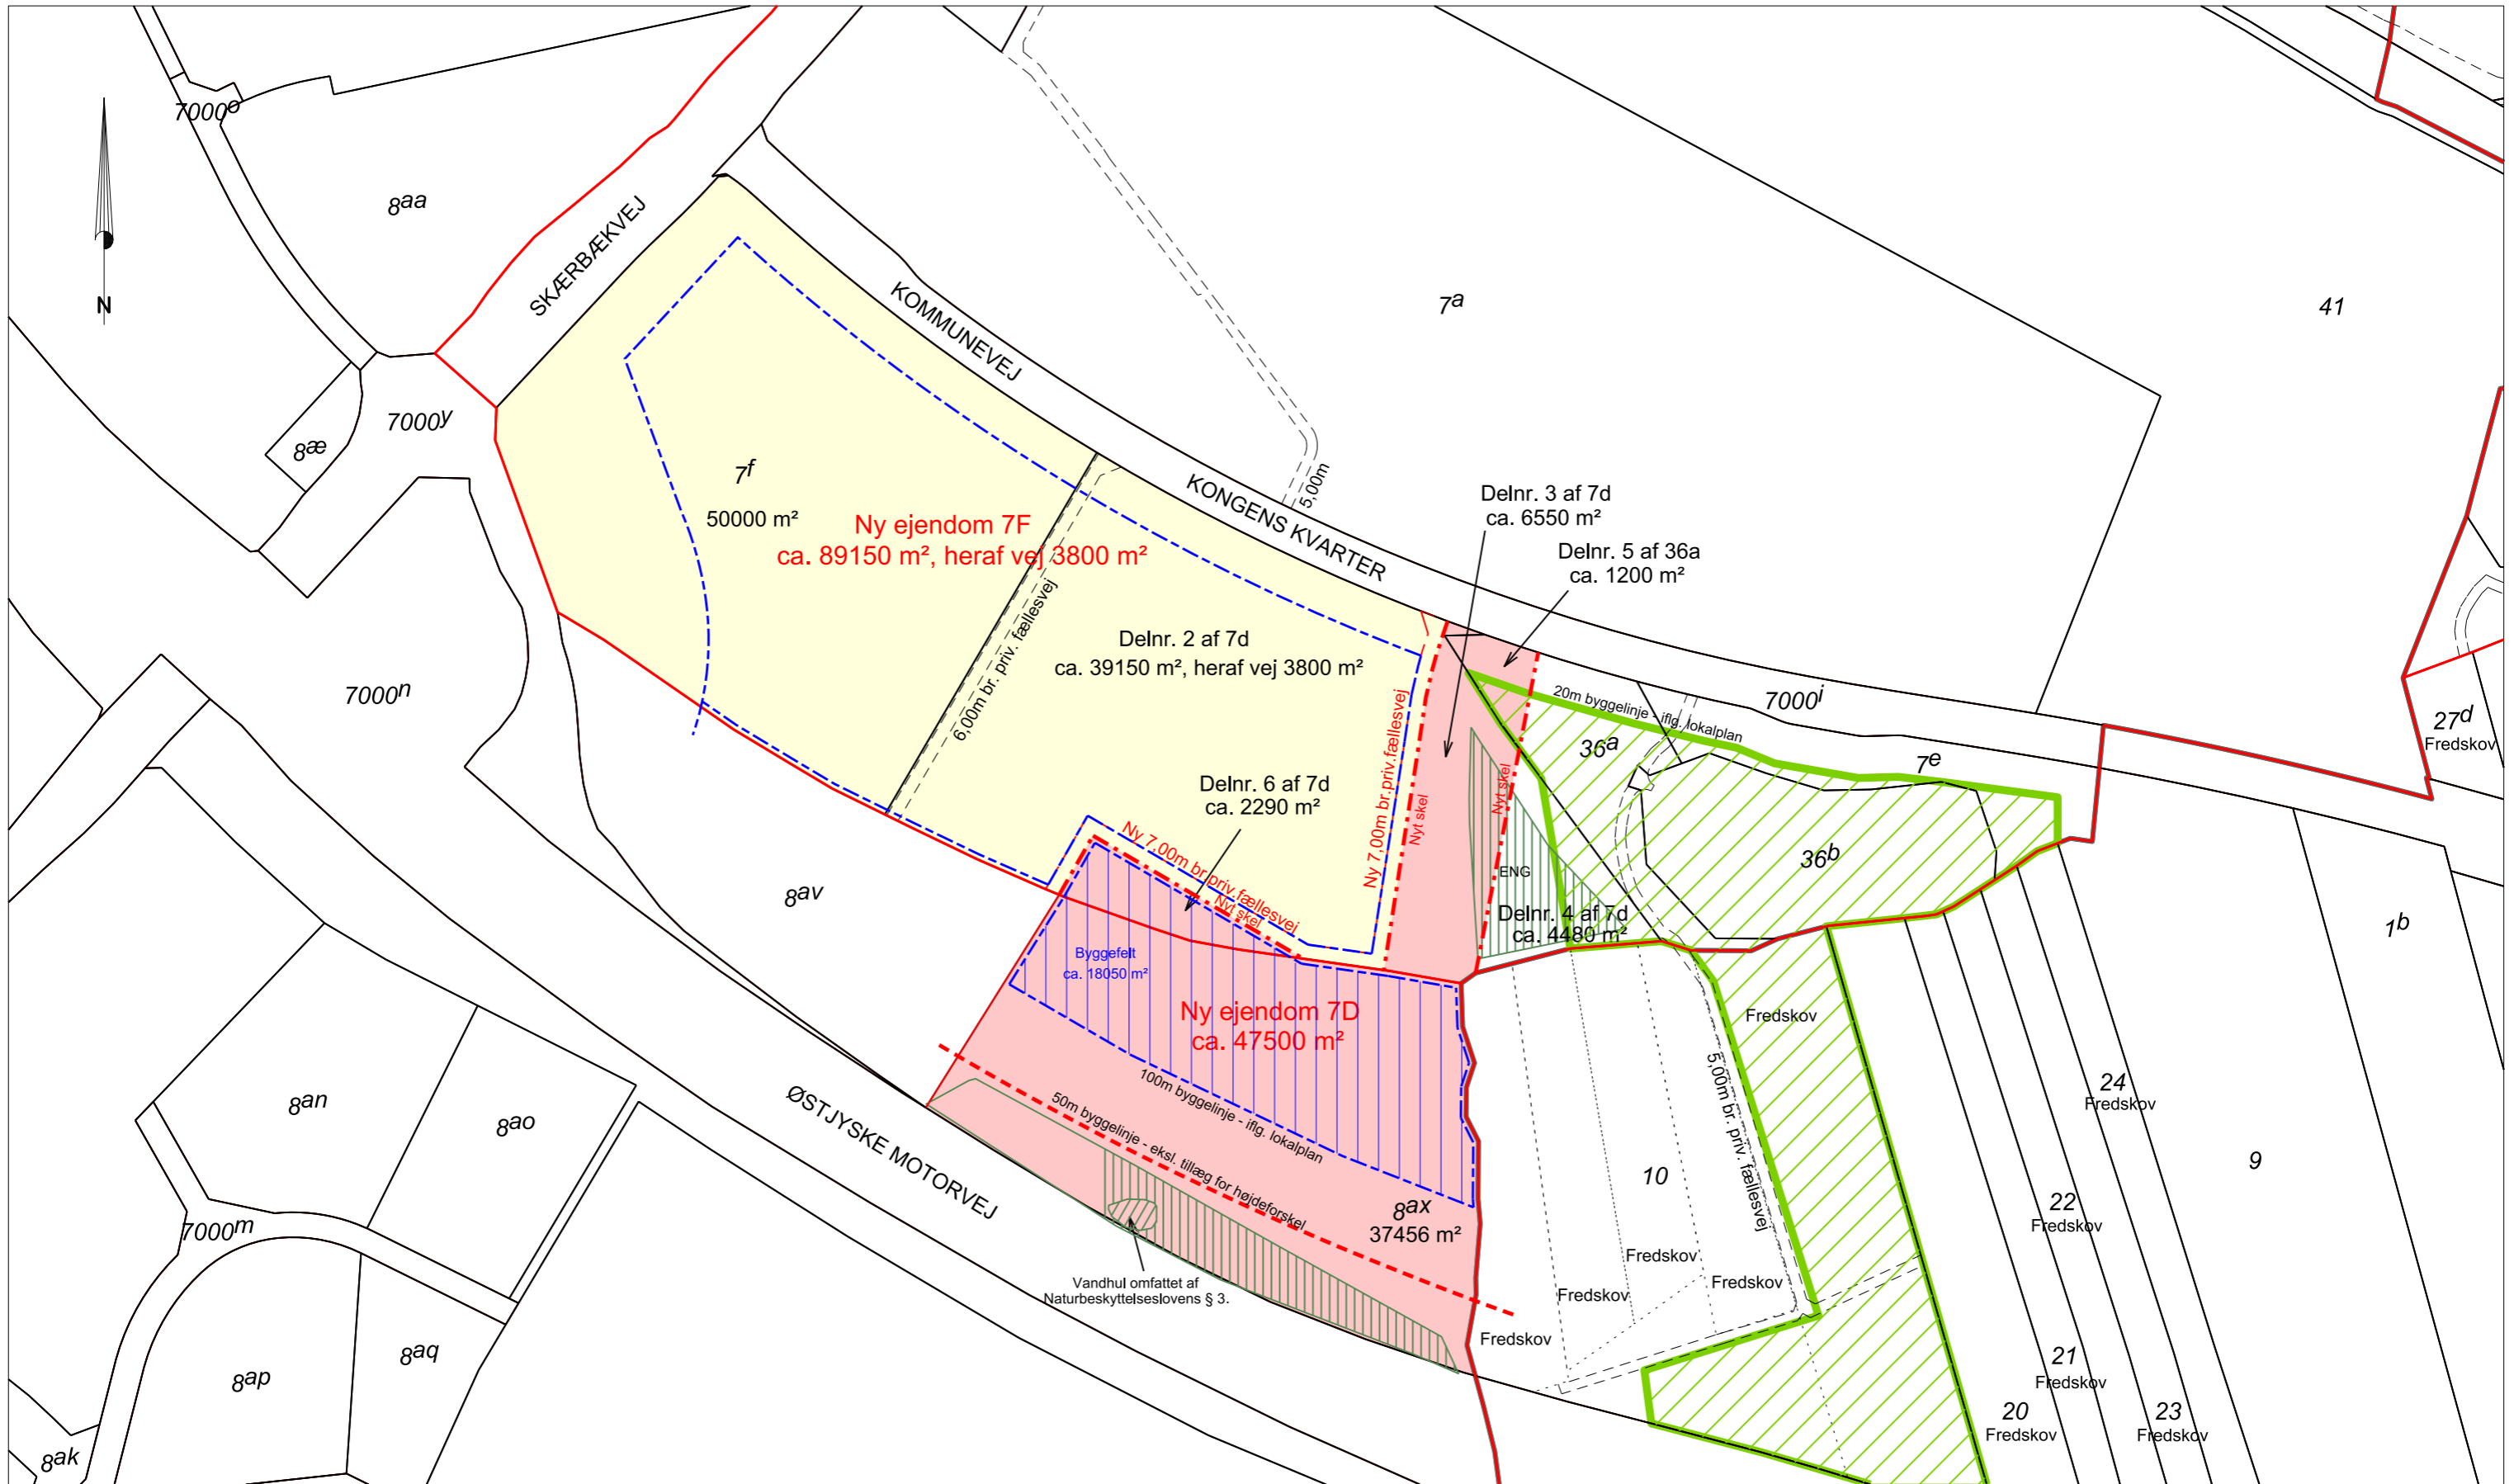 7000o
8aa
N
SKÆRBÆKVEJ
KOMMUNEVEJ
7a
41
7000y
8æ
7f
50000 m²
Ny ejendom 7F
ca. 89150 m², heraf vej 3800 m²
5,00m
KONGENS KVARTER
Delnr. 3 af 7d
ca. 6550 m²
Delnr. 5 af 36a
ca. 1200 m²
6,00m br. priv. fællesvej
Delnr. 2 af 7d
ca. 39150 m², heraf vej 3800 m²
7000n
7000i
20m byggelinje - iflg. lokalplan
36a
7e
27d
Fredskov
Ny 7,00m br.priv.fællesvej
Nyt skel
Nyt skel
Delnr. 6 af 7d
ca. 2290 m²
Ny 7,00m br.priv.fællesvej
Nyt skel
ENG
36b
8av
Delnr. 4 af 7d
ca. 4480 m²
1b
Byggefelt
ca. 18050 m²
Ny ejendom 7D
ca. 47500 m²
Fredskov
100m byggelinje - iflg. lokalplan
50m byggelinje - eksl. tillæg for højdeforskel
5,00m br. priv. fællesvej
24
Fredskov
8an
8ao
ØSTJYSKE MOTORVEJ
10
9
8ax
37456 m²
22
Fredskov
7000m
Vandhul omfattet af
Naturbeskyttelseslovens § 3.
Fredskov
Fredskov
Fredskov
Fredskov
8aq
8ap
21
Fredskov
20
Fredskov
23
Fredskov
8ak